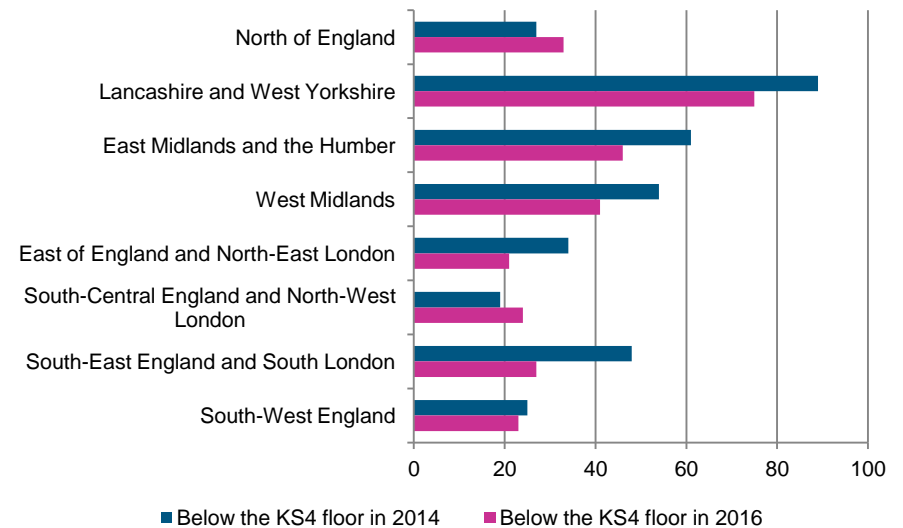 North of England
Lancashire and West Yorkshire
East Midlands and the Humber
West Midlands
East of England and North-East London
South-Central England and North-West
London
South-East England and South London
South-West England
0 20 40 60 80 100
Below the KS4 floor in 2014 Below the KS4 floor in 2016